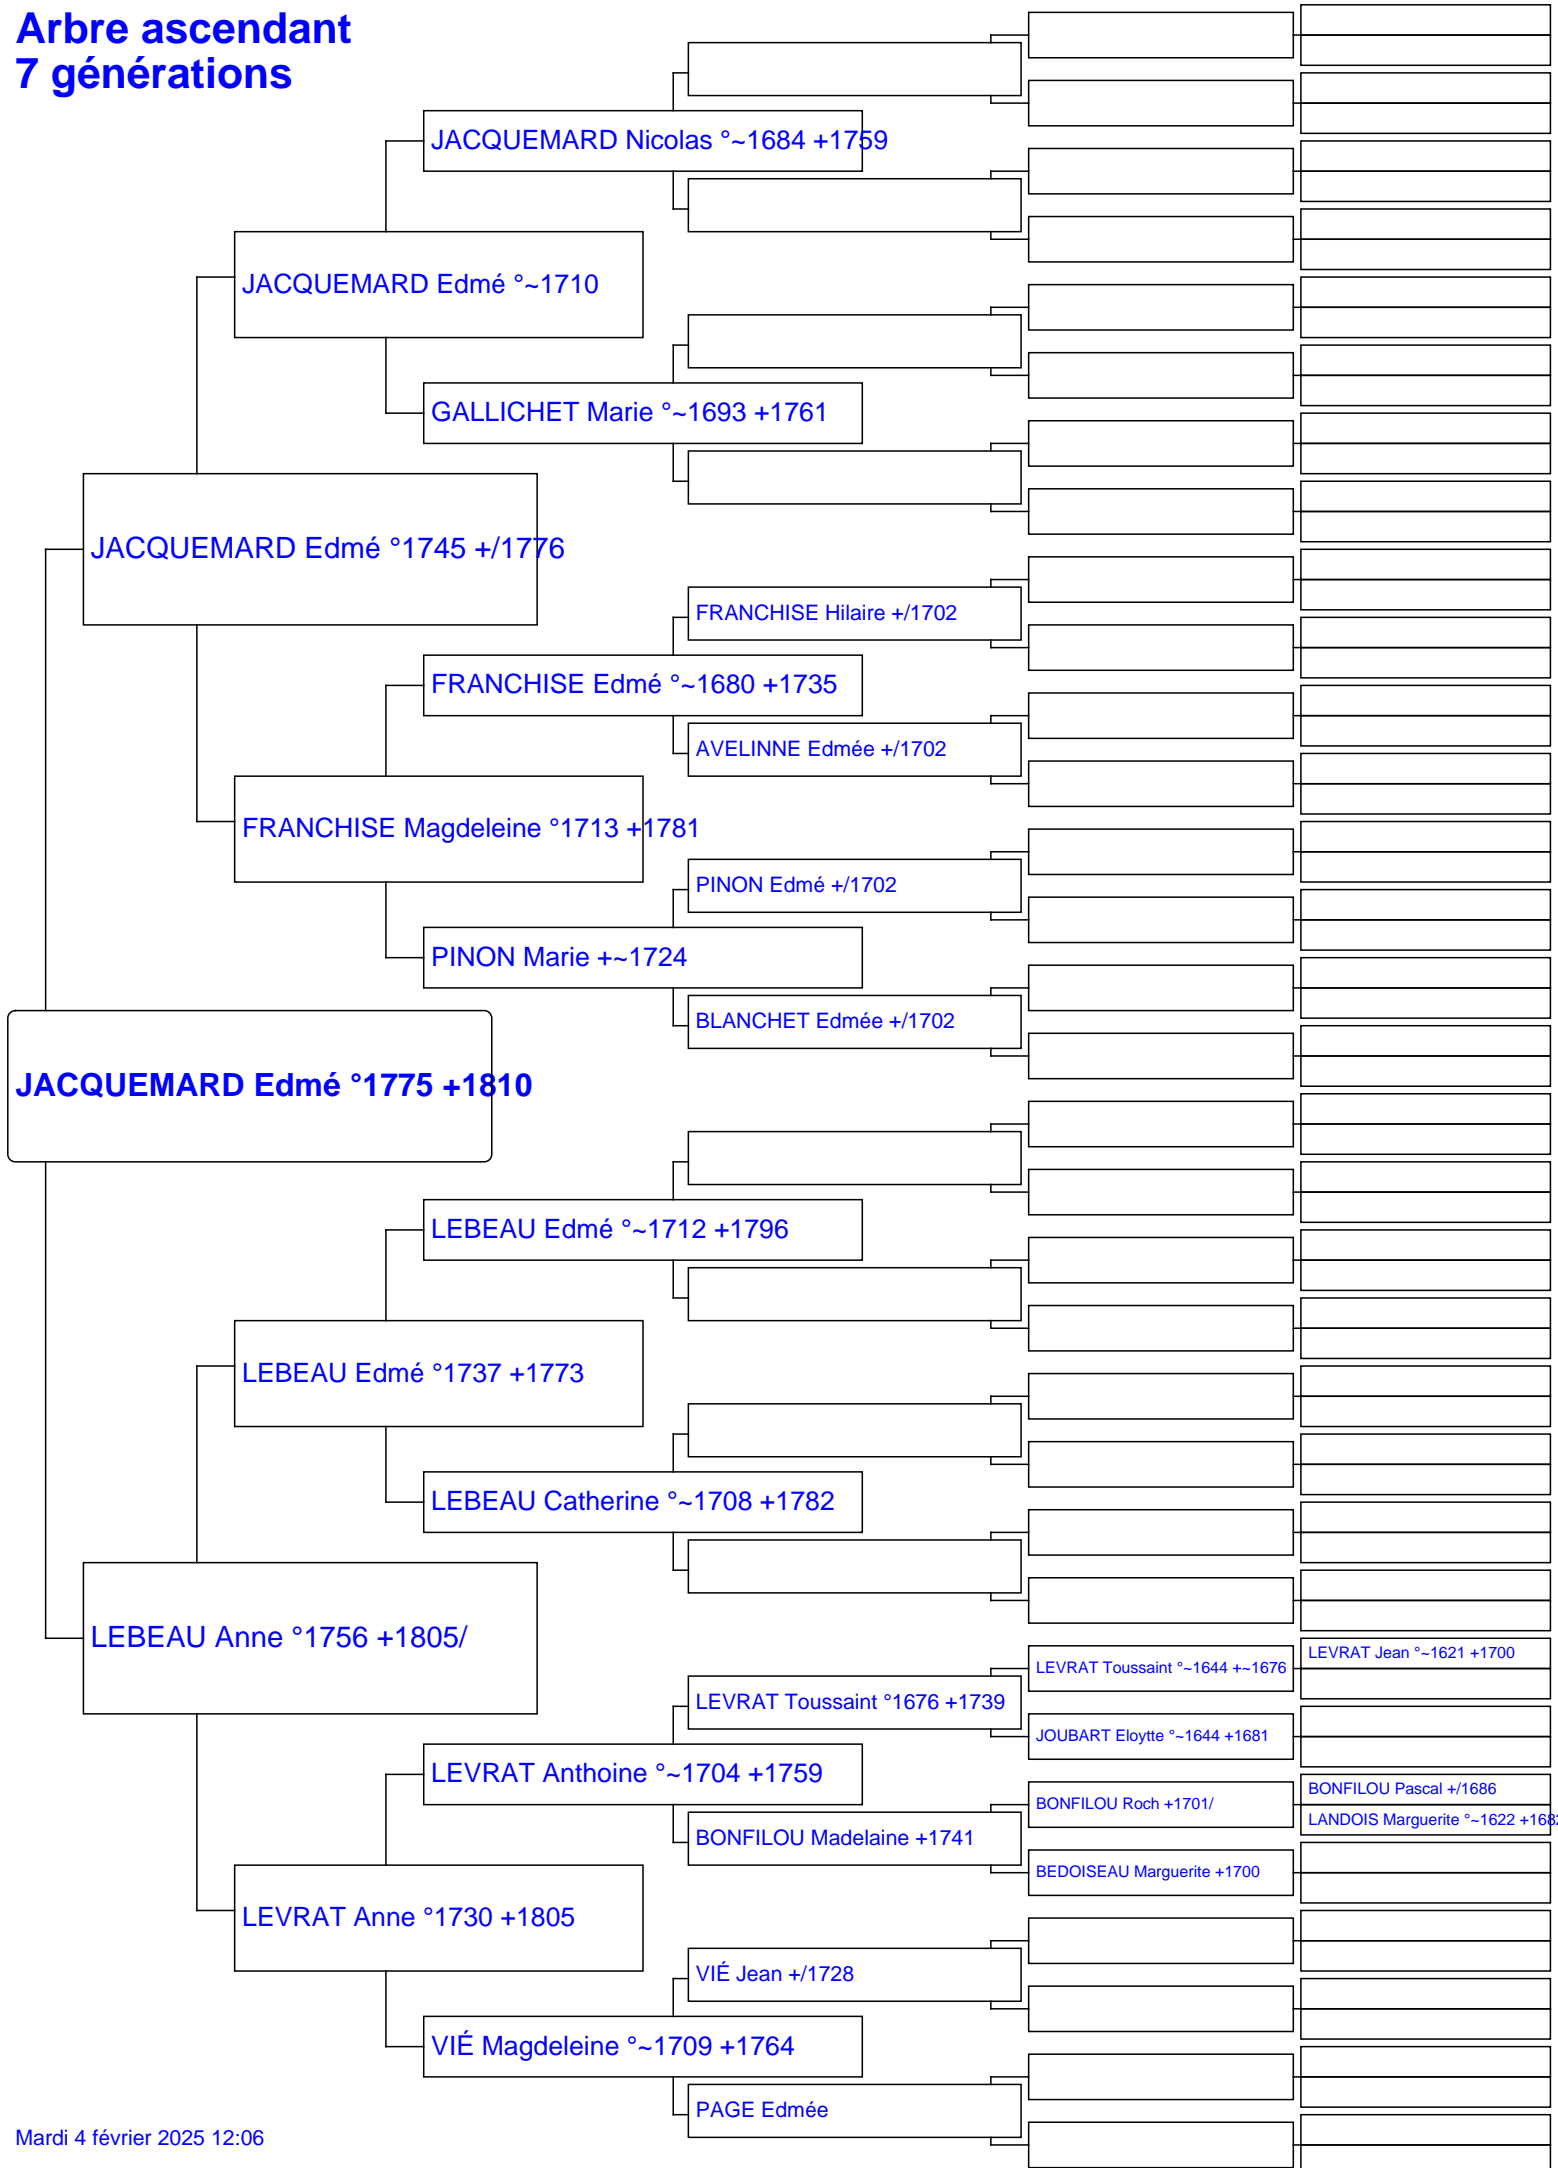 Arbre ascendant
7 générations
JACQUEMARD Nicolas °~1684 +1759
JACQUEMARD Edmé °~1710
GALLICHET Marie °~1693 +1761
JACQUEMARD Edmé °1745 +/1776
FRANCHISE Hilaire +/1702
FRANCHISE Edmé °~1680 +1735
AVELINNE Edmée +/1702
FRANCHISE Magdeleine °1713 +1781
PINON Edmé +/1702
PINON Marie +~1724
BLANCHET Edmée +/1702
JACQUEMARD Edmé °1775 +1810
LEBEAU Edmé °~1712 +1796
LEBEAU Edmé °1737 +1773
LEBEAU Catherine °~1708 +1782
LEBEAU Anne °1756 +1805/
LEVRAT Jean °~1621 +1700
LEVRAT Toussaint °~1644 +~1676
LEVRAT Toussaint °1676 +1739
JOUBART Eloytte °~1644 +1681
LEVRAT Anthoine °~1704 +1759
BONFILOU Pascal +/1686
BONFILOU Roch +1701/
LANDOIS Marguerite °~1622 +1682
BONFILOU Madelaine +1741
BEDOISEAU Marguerite +1700
LEVRAT Anne °1730 +1805
VIÉ Jean +/1728
VIÉ Magdeleine °~1709 +1764
PAGE Edmée
Mardi 4 février 2025 12:06